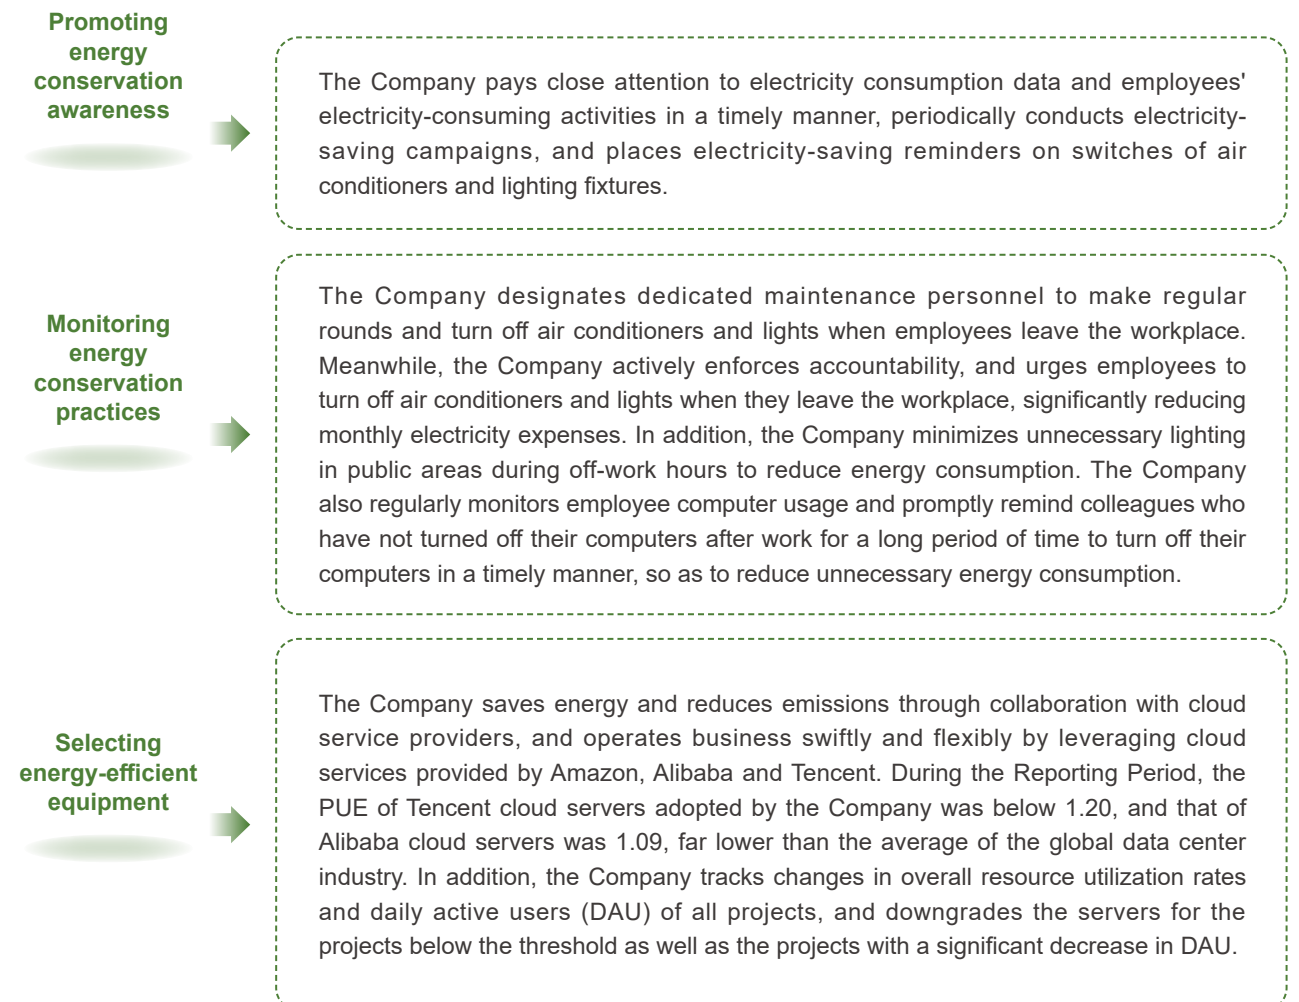 Promoting
energy
conservation
awareness
The Company pays close attention to electricity consumption data and employees'
electricity-consuming activities in a timely manner, periodically conducts electricity-
saving campaigns, and places electricity-saving reminders on switches of air
conditioners and lighting fixtures.
Monitoring
energy
conservation
practices
The Company designates dedicated maintenance personnel to make regular
rounds and turn off air conditioners and lights when employees leave the workplace.
Meanwhile, the Company actively enforces accountability, and urges employees to
turn off air conditioners and lights when they leave the workplace, significantly reducing
monthly electricity expenses. In addition, the Company minimizes unnecessary lighting
in public areas during off-work hours to reduce energy consumption. The Company
also regularly monitors employee computer usage and promptly remind colleagues who
have not turned off their computers after work for a long period of time to turn off their
computers in a timely manner, so as to reduce unnecessary energy consumption.
Selecting
energy-efficient
equipment
The Company saves energy and reduces emissions through collaboration with cloud
service providers, and operates business swiftly and flexibly by leveraging cloud
services provided by Amazon, Alibaba and Tencent. During the Reporting Period, the
PUE of Tencent cloud servers adopted by the Company was below 1.20, and that of
Alibaba cloud servers was 1.09, far lower than the average of the global data center
industry. In addition, the Company tracks changes in overall resource utilization rates
and daily active users (DAU) of all projects, and downgrades the servers for the
projects below the threshold as well as the projects with a significant decrease in DAU.